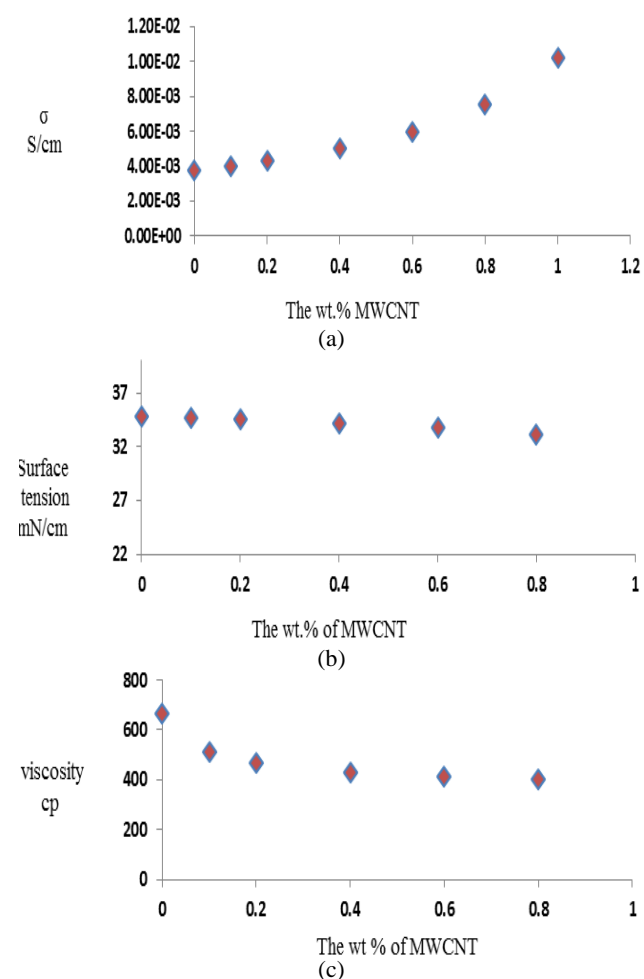 1.20E-02
1.00E-02
8.00E-03
6.00E-03
4.00E-03
2.00E-03
0.00E+00
σ
S/cm
0 0.2 0.4 0.6 0.8 1 1.2
The wt.% MWCNT
(a)
37
32
27
22
Surface
tension
mN/cm
0 0.2 0.4 0.6 0.8 1
The wt.% of MWCNT
(b)
800
600
400
200
0
viscosity
cp
0 0.2 0.4 0.6 0.8 1
The wt % of MWCNT
(c)